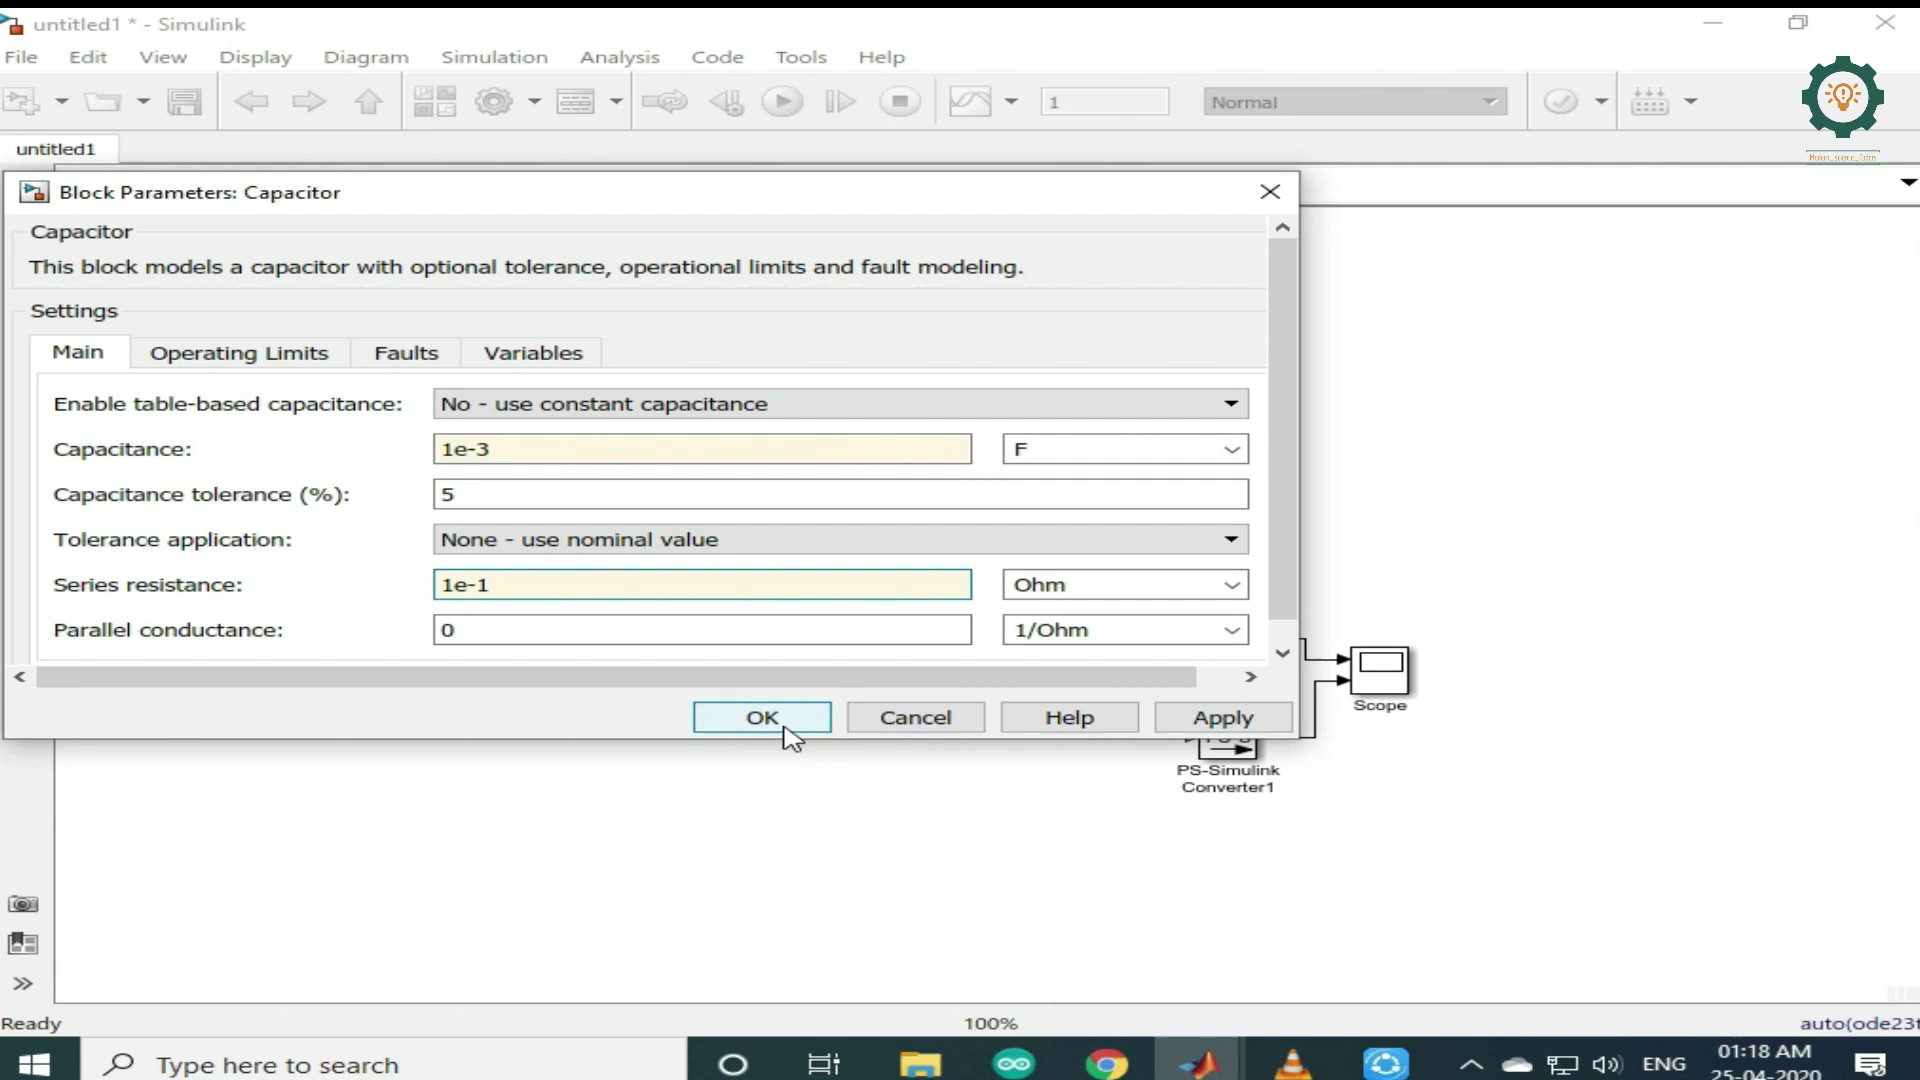 untitled1 * - Simulink
File Edit View Display Diagram Simulation Analysis Code Tools Help
1 Normal
untitled1
Block Parameters: Capacitor
Capacitor
This block models a capacitor with optional tolerance, operational limits and fault modeling.
Settings
Main Operating Limits Faults Variables
Enable table-based capacitance: No - use constant capacitance
Capacitance: 1e-3 F
Capacitance tolerance (%): 5
Tolerance application: None - use nominal value
Series resistance: 1e-1 Ohm
Parallel conductance: 0 1/Ohm
OK Cancel Help Apply
Scope
PS-Simulink
Converter1
Ready 100% auto(ode23t
Type here to search
ENG
01:18 AM
25-04-2020